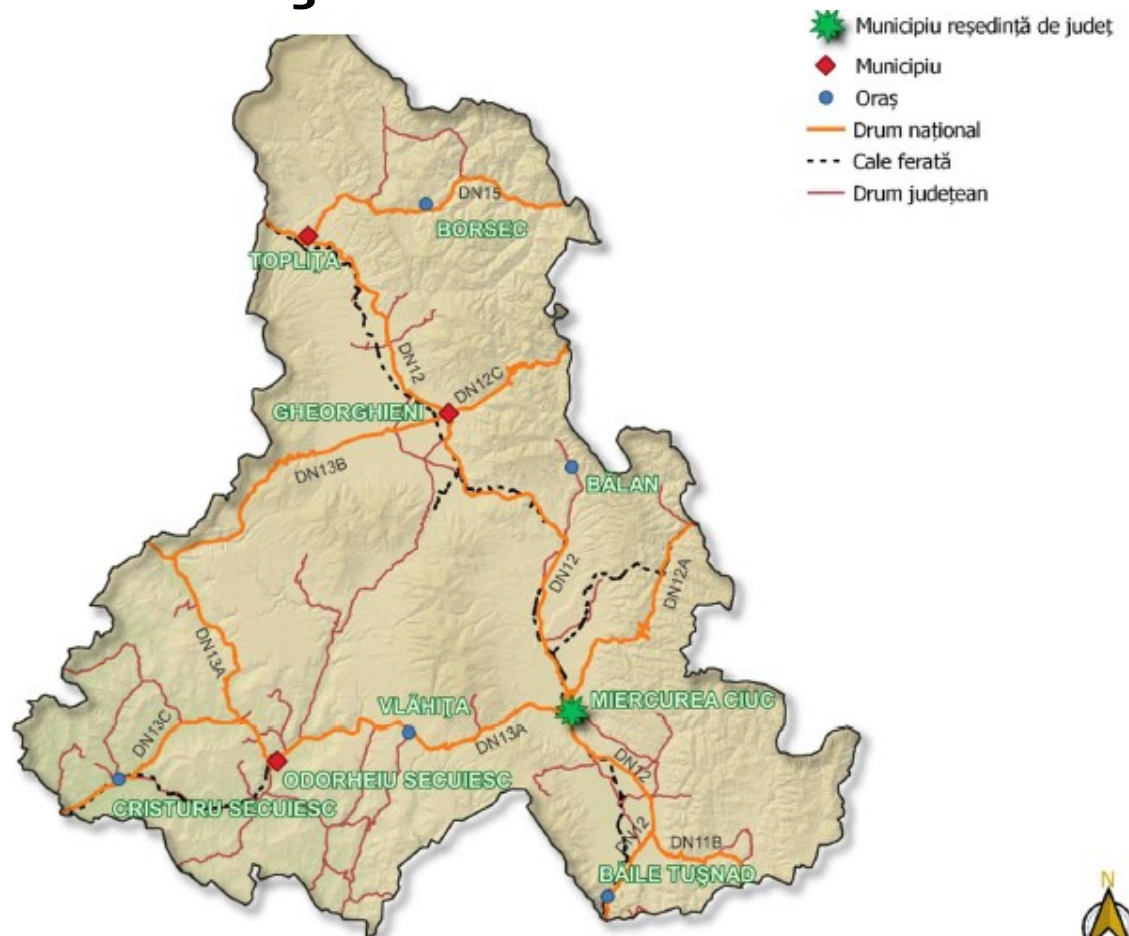 Municipiu reședință de județ
Municipiu
Oraș
Drum național
Cale ferată
Drum județean
DN15
BORSEC
TOPLIȚA
DN12
DN12C
GHEORGHIENI
DN13B
BĂLAN
DN12
DN12A
DN13A
VLĂHIȚA
MIERCUREA CIUC
DN13C
DN13A
DN12
ODORHEIU SECUIESC
CRISTURU SECUIESC
DN12
DN11B
BĂILE TUŞNAD
N